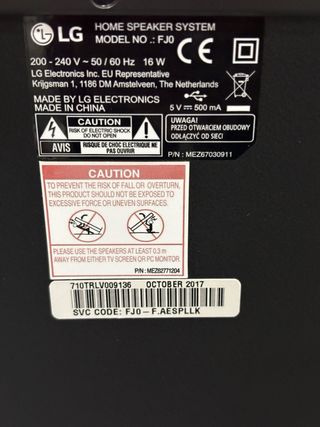 LG
HOME SPEAKER SYSTEM
MODEL NO .: FJ0
200 - 240 V ~ 50 / 60 Hz 16 W
LG Electronics Inc. EU Representative
Krijgsman 1, 1186 DM Amstelveen, The Netherlands
MADE BY LG ELECTRONICS
MADE IN CHINA
5 V ⎓ 500 mA
CAUTION
RISK OF ELECTRIC SHOCK
DO NOT OPEN
AVIS
RISQUE DE CHOC ELECTRIQUE NE
PAS OUVRIR
UWAGA:
PRZED OTWARCIEM OBUDOWY
ODŁĄCZYĆ OD SIECI
P/N : MEZ67030911
CAUTION
TO PREVENT THE RISK OF FALL OR OVERTURN,
THIS PRODUCT SHOULD NOT BE EXPOSED TO
EXCESSIVE FORCE OR UNEVEN SURFACES.
PLEASE USE THE SPEAKERS AT LEAST 0.3 m
AWAY FROM EITHER TV SCREEN OR PC MONITOR.
P/N : MEZ62771204
710TRLV009136 OCTOBER 2017
SVC CODE: FJ0-F.AESPLLK